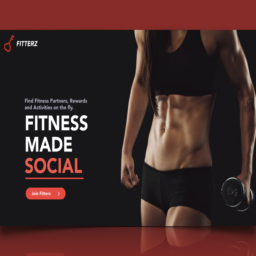 FITTERZ
Find Fitness Partners, Rewards
and Activities on the fly.
FITNESS
MADE
SOCIAL
Join Fitterz >